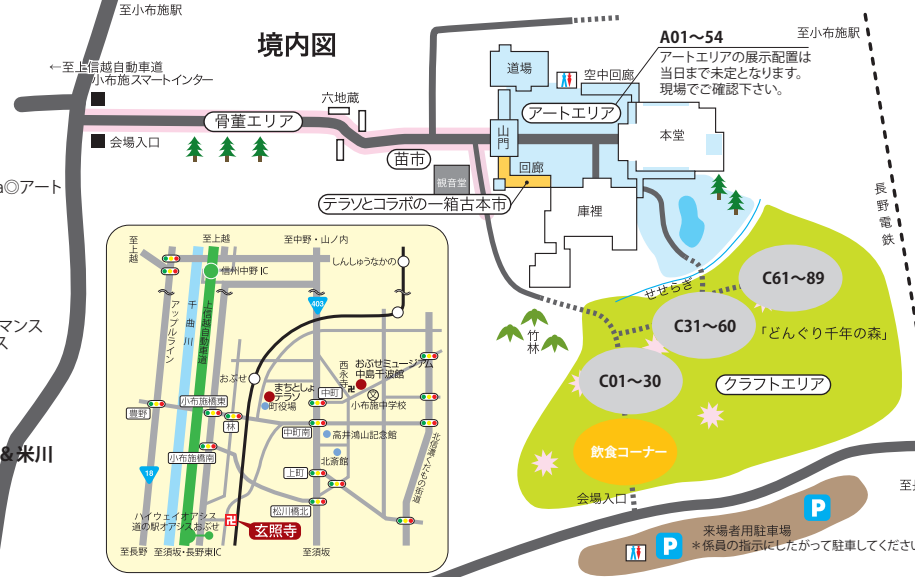 至小布施駅
境内図
←至上信越自動車道
小布施スマートインター
会場入口
骨董エリア
六地蔵
苗市
観音堂
テラソとコラボの一箱古本市
道場
空中回廊
アートエリア
山門
回廊
本堂
庫裡
A01〜54
アートエリアの展示配置は
当日まで未定となります。
現場でご確認下さい。
至小布施駅
長野電鉄
a◎アート
マンス
ス
&米川
せせらぎ
竹林
C61〜89
C31〜60
C01〜30
「どんぐり千年の森」
クラフトエリア
飲食コーナー
会場入口
P
P
来場者用駐車場
*係員の指示にしたがって駐車してください
至長
至上越
至上越
至中野・山ノ内
信州中野IC
しんしゅうなかの
403
アップルライン
千曲川
上信越自動車道
おぶせ
まちとしょ
テラソ
町役場
西永寺
卍
おぶせミュージアム
中島千波館
中町
小布施中学校
小布施橋東
豊野
林
中町南
高井鴻山記念館
北斎館
小布施橋南
18
上町
松川橋北
北信濃くだもの街道
ハイウェイオアシス
道の駅オアシスおぶせ
卍
玄照寺
至長野
至須坂・長野東IC
至須坂